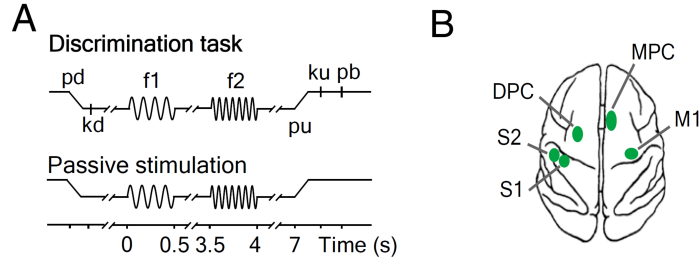 A
Discrimination task
pd
kd
f1
f2
ku
pb
pu
Passive stimulation
0
0.5
3.5
4
7
Time (s)
B
MPC
DPC
M1
S2
S1